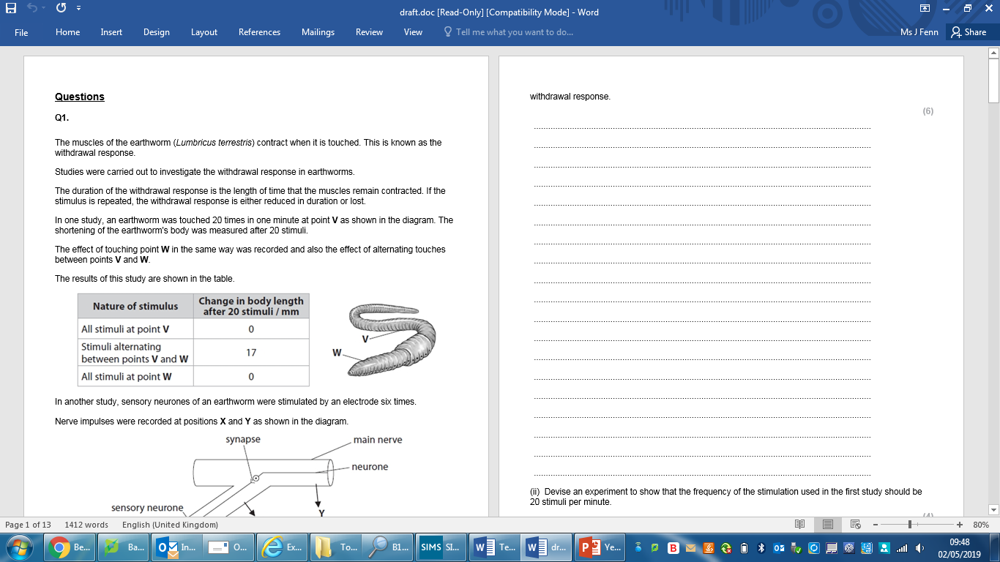 draft.doc [Read-Only] [Compatibility Mode] - Word
File Home Insert Design Layout References Mailings Review View Tell me what you want to do... Ms J Fenn Share
Questions
Q1.
The muscles of the earthworm (Lumbricus terrestris) contract when it is touched. This is known as the
withdrawal response.
Studies were carried out to investigate the withdrawal response in earthworms.
The duration of the withdrawal response is the length of time that the muscles remain contracted. If the
stimulus is repeated, the withdrawal response is either reduced in duration or lost.
In one study, an earthworm was touched 20 times in one minute at point V as shown in the diagram. The
shortening of the earthworm's body was measured after 20 stimuli.
The effect of touching point W in the same way was recorded and also the effect of alternating touches
between points V and W.
The results of this study are shown in the table.
Nature of stimulus
Change in body length
after 20 stimuli / mm
All stimuli at point V
0
Stimuli alternating
between points V and W
17
All stimuli at point W
0
V
W
In another study, sensory neurones of an earthworm were stimulated by an electrode six times.
Nerve impulses were recorded at positions X and Y as shown in the diagram.
synapse
main nerve
neurone
sensory neurone
Y
withdrawal response.
(6)
(ii) Devise an experiment to show that the frequency of the stimulation used in the first study should be
20 stimuli per minute.
(4)
Page 1 of 13 1412 words English (United Kingdom) 80%
Be... Ba... In... O... Ex... To... B1... SIMS SI... Te... dr... Ye...
09:48
02/05/2019